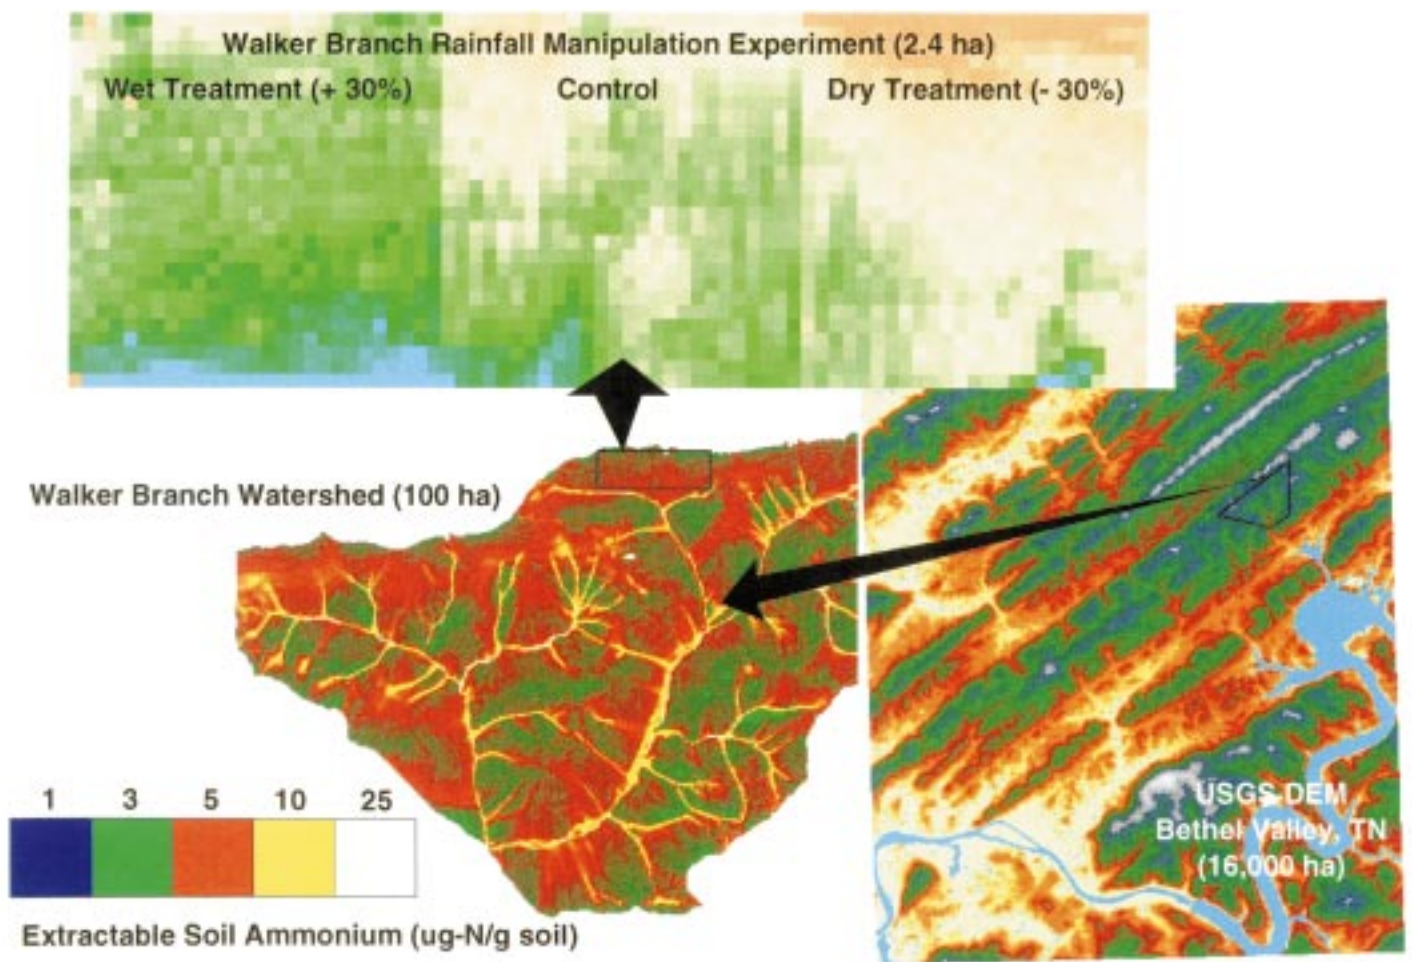 Walker Branch Rainfall Manipulation Experiment (2.4 ha)
Wet Treatment (+ 30%) Control Dry Treatment (- 30%)
Walker Branch Watershed (100 ha)
1 3 5 10 25
Extractable Soil Ammonium (ug-N/g soil)
USGS DEM
Bethel Valley, TN
(16,000 ha)